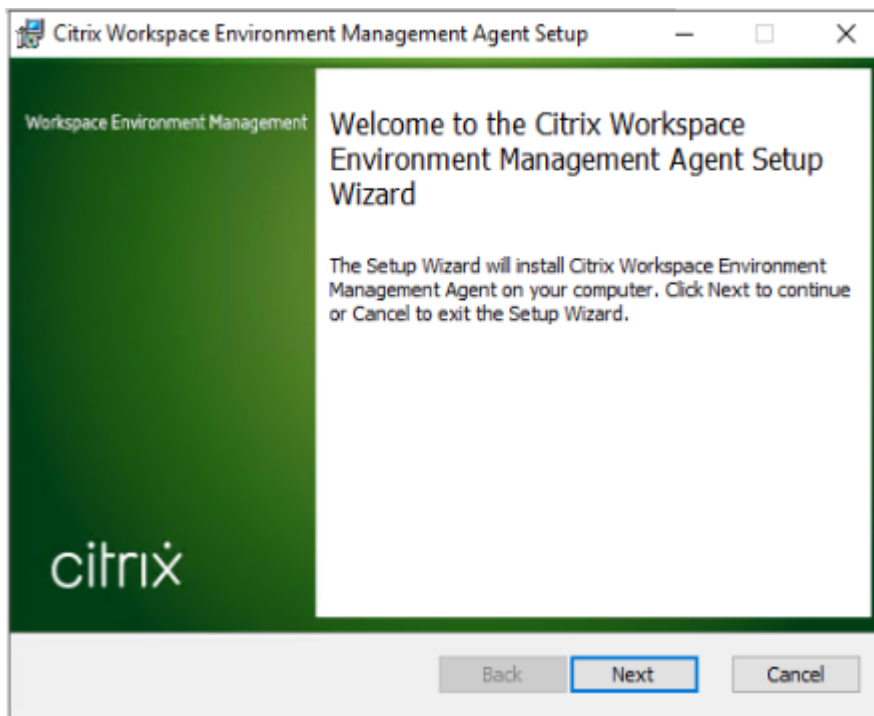 Citrix Workspace Environment Management Agent Setup
Workspace Environment Management
Welcome to the Citrix Workspace
Environment Management Agent Setup
Wizard
The Setup Wizard will install Citrix Workspace Environment
Management Agent on your computer. Click Next to continue
or Cancel to exit the Setup Wizard.
citrix
Back
Next
Cancel